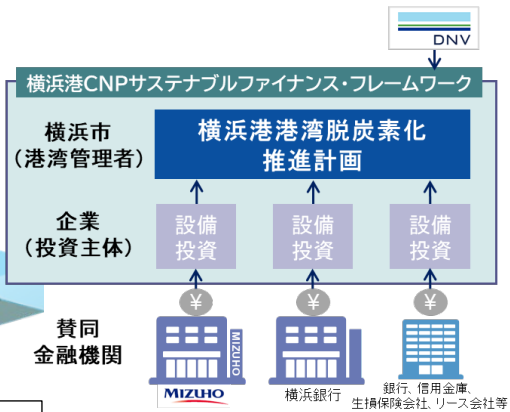 DNV
横浜港CNPサステナブルファイナンス・フレームワーク
横浜市
(港湾管理者)
横浜港港湾脱炭素化
推進計画
企業
(投資主体)
設備
投資
設備
投資
設備
投資
¥
¥
¥
賛同
金融機関
MIZUHO
MIZUHO
横浜銀行
銀行、信用金庫、
生損保険会社、リース会社等